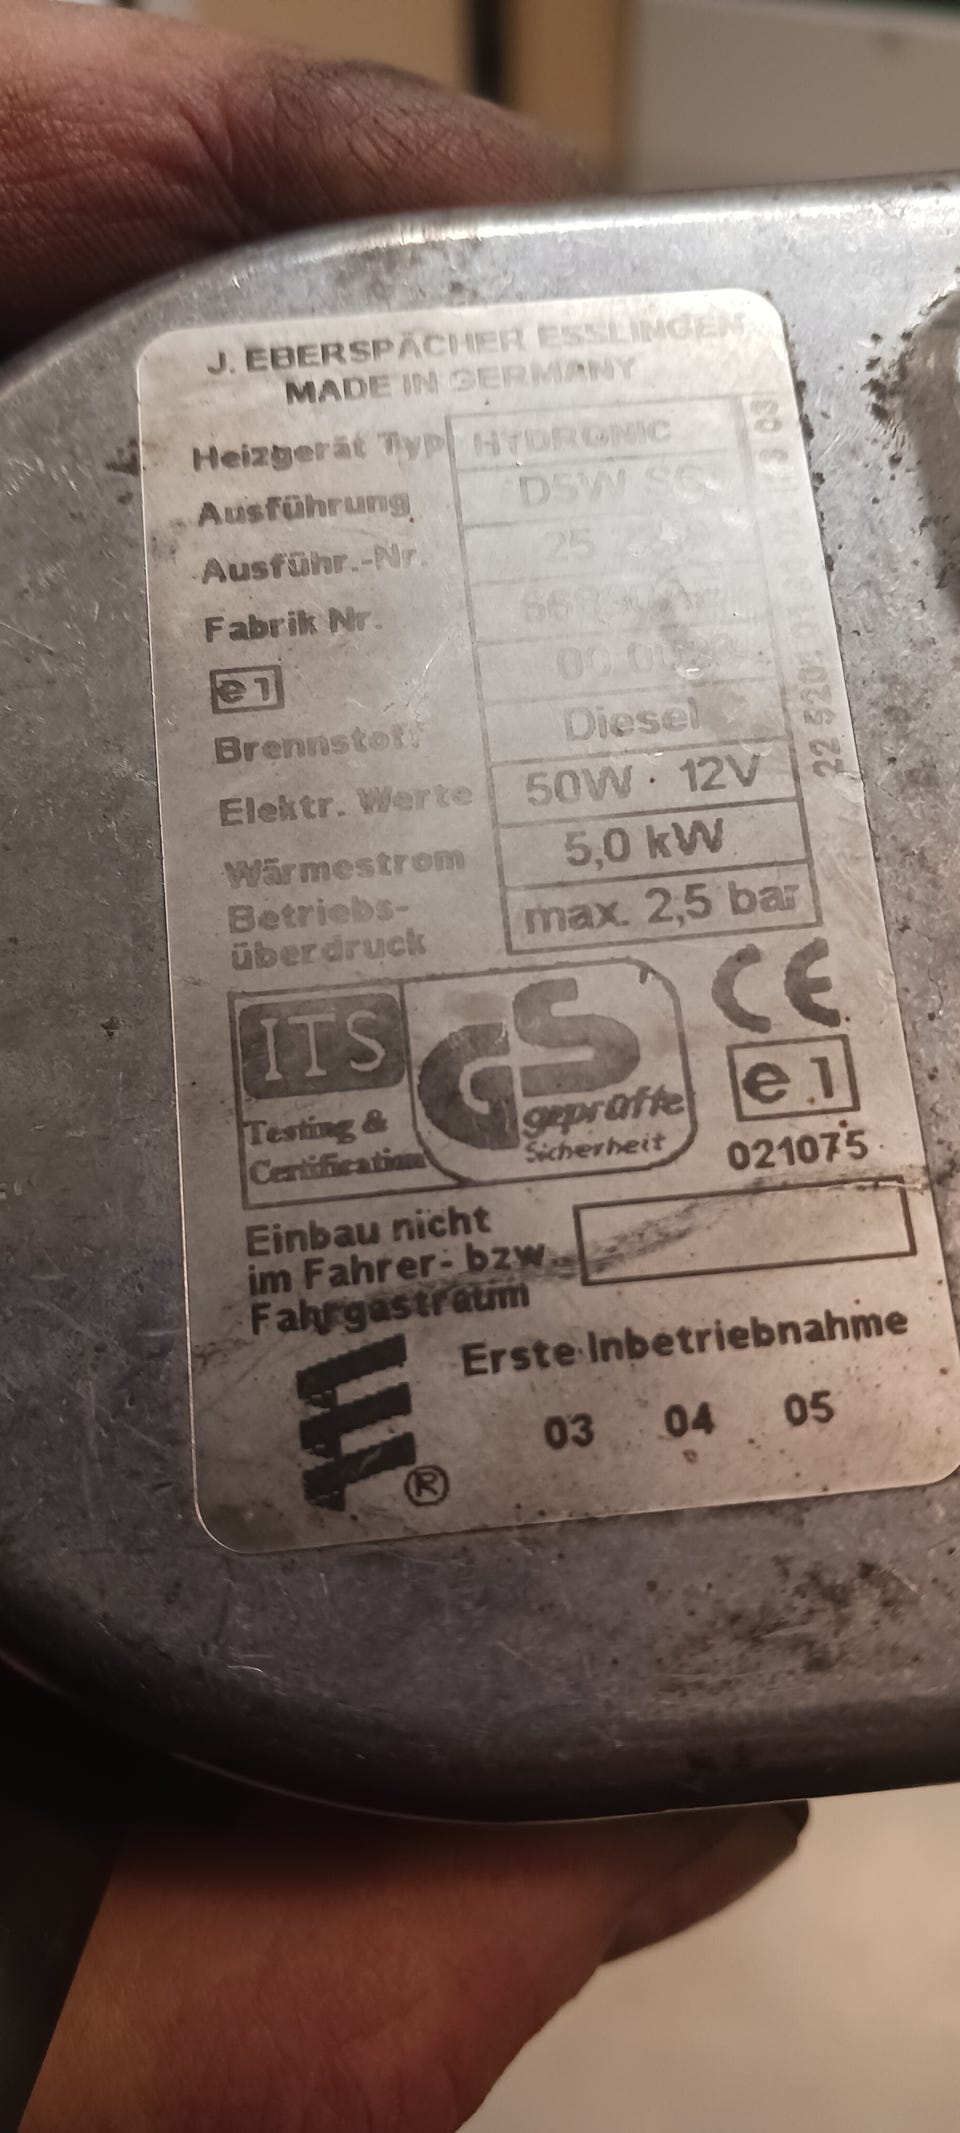 J. EBERSPÄCHER ESSLINGEN
MADE IN GERMANY
Heizgerät Typ HYDRONIC
Ausführung D5W
Ausführ.-Nr. 25
Fabrik Nr.
e1
Brennstoff Diesel
Elektr. Werte 50W · 12V
Wärmestrom 5,0 kW
Betriebs-
überdruck max. 2,5 bar
ITS
Testing &
Certification
GS
geprüfte
Sicherheit
CE
e1
021075
Einbau nicht
im Fahrer- bzw.
Fahrgastraum
Erste Inbetriebnahme
03 04 05
®